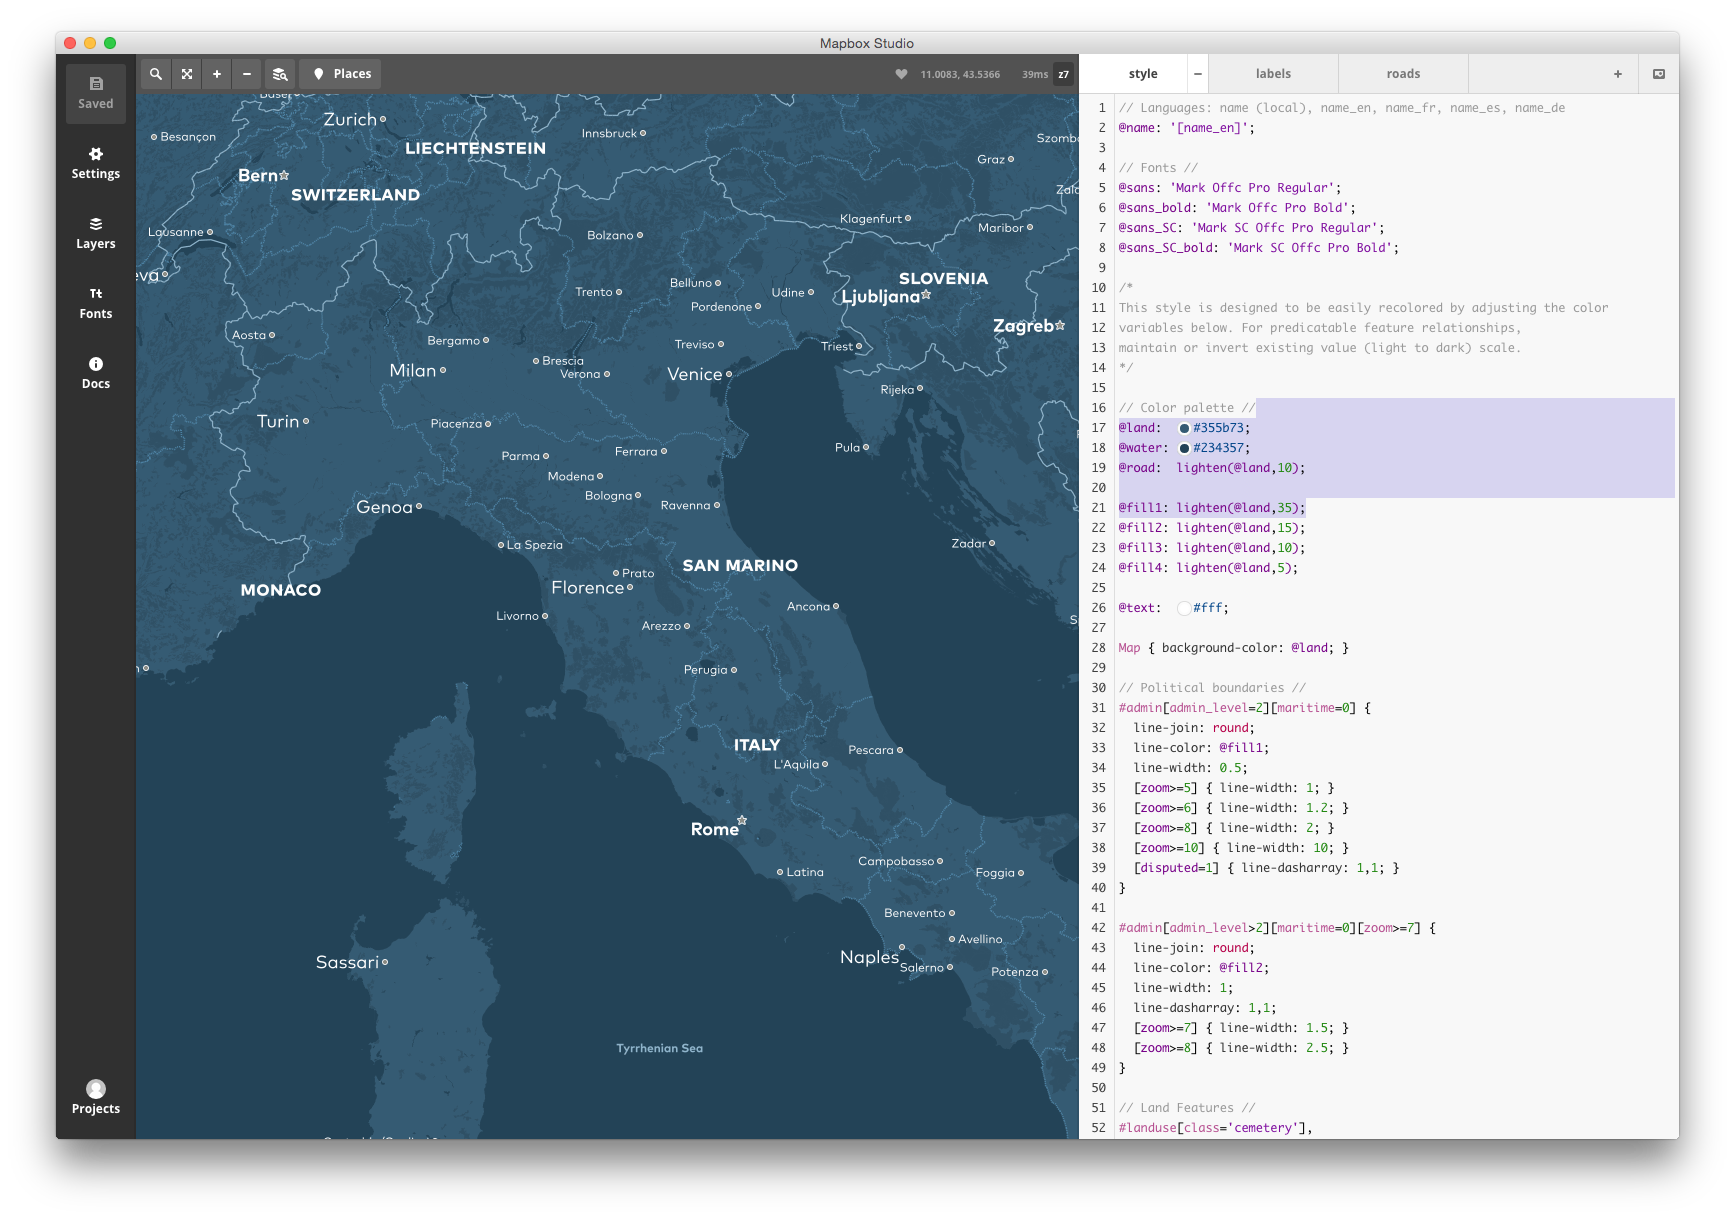 Mapbox Studio
Saved
Settings
Layers
Fonts
Docs
Projects
Places
11.0083, 43.5366
39ms
z7
Zurich
Besançon
Innsbruck
LIECHTENSTEIN
Graz
Bern
SWITZERLAND
Klagenfurt
Maribor
Lausanne
Bolzano
SLOVENIA
Belluno
Trento
Udine
Ljubljana
Pordenone
Zagreb
Aosta
Bergamo
Treviso
Triest
Brescia
Milan
Verona
Venice
Rijeka
Turin
Piacenza
Pula
Ferrara
Parma
Modena
Bologna
Genoa
Ravenna
La Spezia
Zadar
SAN MARINO
Prato
MONACO
Florence
Ancona
Livorno
Arezzo
Perugia
ITALY
Pescara
L'Aquila
Rome
Campobasso
Latina
Foggia
Benevento
Avellino
Naples
Sassari
Salerno
Potenza
Tyrrhenian Sea
style
labels
roads
1 // Languages: name (local), name_en, name_fr, name_es, name_de
2 @name: '[name_en]';
3
4 // Fonts //
5 @sans: 'Mark Offc Pro Regular';
6 @sans_bold: 'Mark Offc Pro Bold';
7 @sans_SC: 'Mark SC Offc Pro Regular';
8 @sans_SC_bold: 'Mark SC Offc Pro Bold';
9
10 /*
11 This style is designed to be easily recolored by adjusting the color
12 variables below. For predicatable feature relationships,
13 maintain or invert existing value (light to dark) scale.
14 */
15
16 // Color palette //
17 @land: #355b73;
18 @water: #234357;
19 @road: lighten(@land,10);
20
21 @fill1: lighten(@land,35);
22 @fill2: lighten(@land,15);
23 @fill3: lighten(@land,10);
24 @fill4: lighten(@land,5);
25
26 @text: #fff;
27
28 Map { background-color: @land; }
29
30 // Political boundaries //
31 #admin[admin_level=2][maritime=0] {
32 line-join: round;
33 line-color: @fill1;
34 line-width: 0.5;
35 [zoom>=5] { line-width: 1; }
36 [zoom>=6] { line-width: 1.2; }
37 [zoom>=8] { line-width: 2; }
38 [zoom>=10] { line-width: 10; }
39 [disputed=1] { line-dasharray: 1,1; }
40 }
41
42 #admin[admin_level>2][maritime=0][zoom>=7] {
43 line-join: round;
44 line-color: @fill2;
45 line-width: 1;
46 line-dasharray: 1,1;
47 [zoom>=7] { line-width: 1.5; }
48 [zoom>=8] { line-width: 2.5; }
49 }
50
51 // Land Features //
52 #landuse[class='cemetery'],